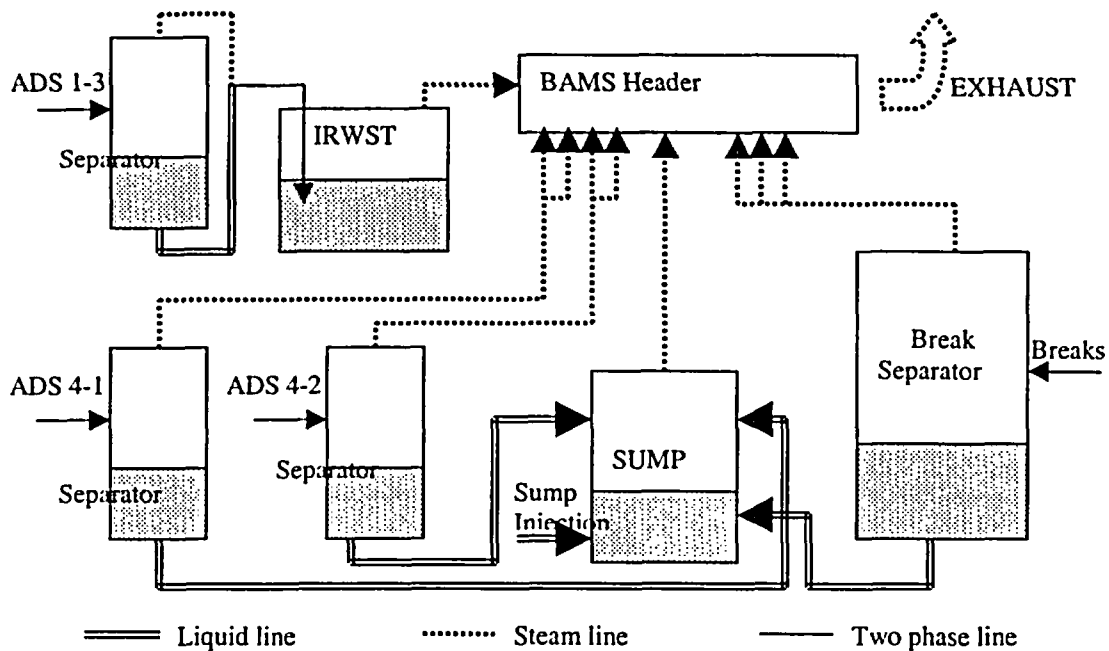 BAMS Header
EXHAUST
ADS 1-3
IRWST
Separator
Break
Separator
Breaks
ADS 4-1
ADS 4-2
SUMP
Separator
Separator
Sump
Injection
Liquid line
Steam line
Two phase line